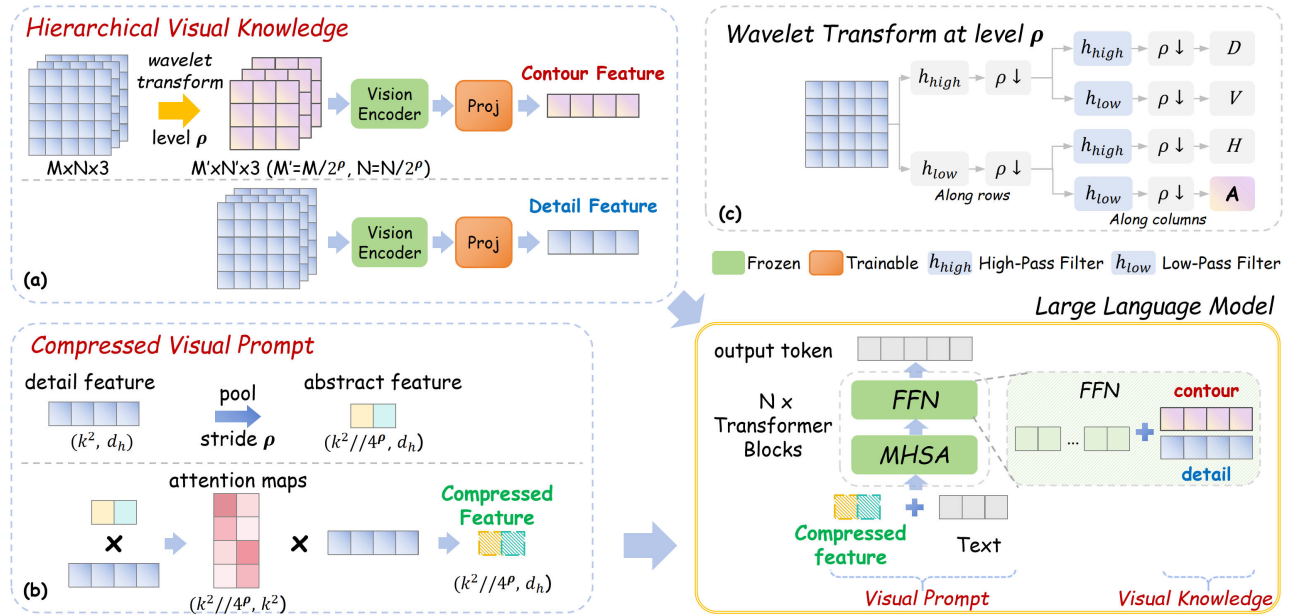 Hierarchical Visual Knowledge
wavelet
transform
level ρ
M×N×3
M'×N'×3 (M'=M/2^ρ, N=N/2^ρ)
Vision
Encoder
Proj
Contour Feature
Vision
Encoder
Proj
Detail Feature
(a)
Wavelet Transform at level ρ
h_high
ρ ↓
h_high
ρ ↓
D
h_low
ρ ↓
V
h_low
ρ ↓
h_high
ρ ↓
H
h_low
ρ ↓
A
Along rows
Along columns
(c)
Frozen
Trainable
h_high High-Pass Filter
h_low Low-Pass Filter
Compressed Visual Prompt
detail feature
(k², d_h)
pool
stride ρ
abstract feature
(k²//4^ρ, d_h)
attention maps
×
×
(k²//4^ρ, k²)
Compressed
Feature
(k²//4^ρ, d_h)
(b)
Large Language Model
output token
N x
Transformer
Blocks
FFN
MHSA
+
Compressed
feature
Text
Visual Prompt
FFN
...
+
contour
detail
Visual Knowledge